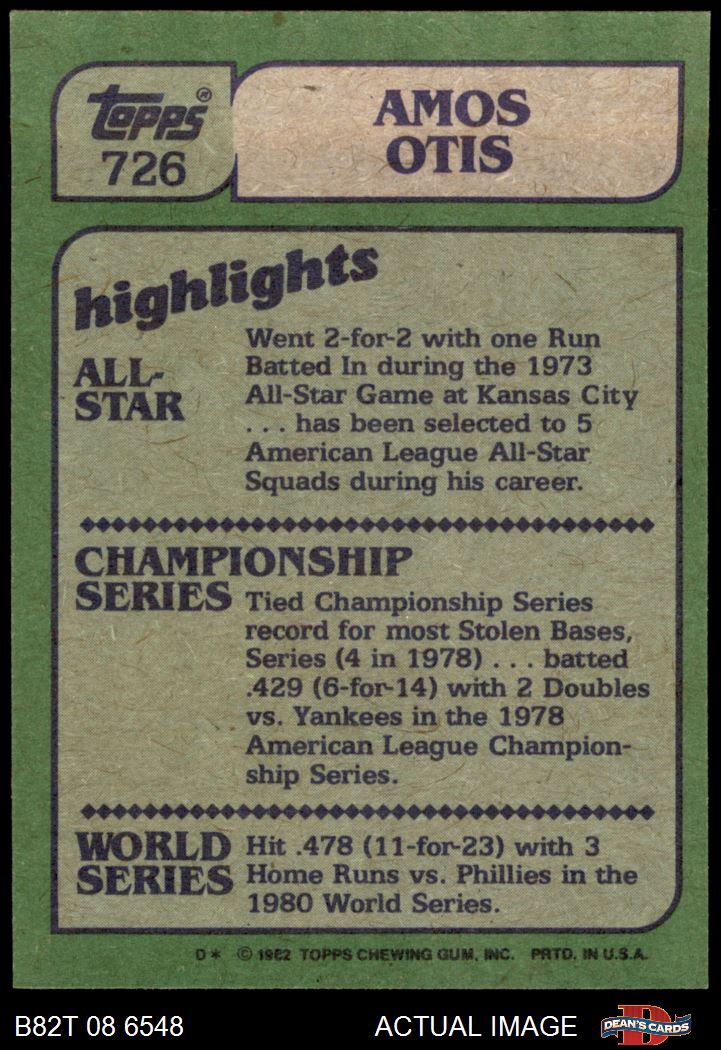 Topps®
726
AMOS
OTIS
highlights
ALL-
STAR
Went 2-for-2 with one Run
Batted In during the 1973
All-Star Game at Kansas City
. . . has been selected to 5
American League All-Star
Squads during his career.
CHAMPIONSHIP
SERIES
Tied Championship Series
record for most Stolen Bases,
Series (4 in 1978) . . . batted
.429 (6-for-14) with 2 Doubles
vs. Yankees in the 1978
American League Champion-
ship Series.
WORLD
SERIES
Hit .478 (11-for-23) with 3
Home Runs vs. Phillies in the
1980 World Series.
D* © 1982 TOPPS CHEWING GUM, INC. PRTD. IN U.S.A.
B82T 08 6548 ACTUAL IMAGE
D
DEAN'S CARDS